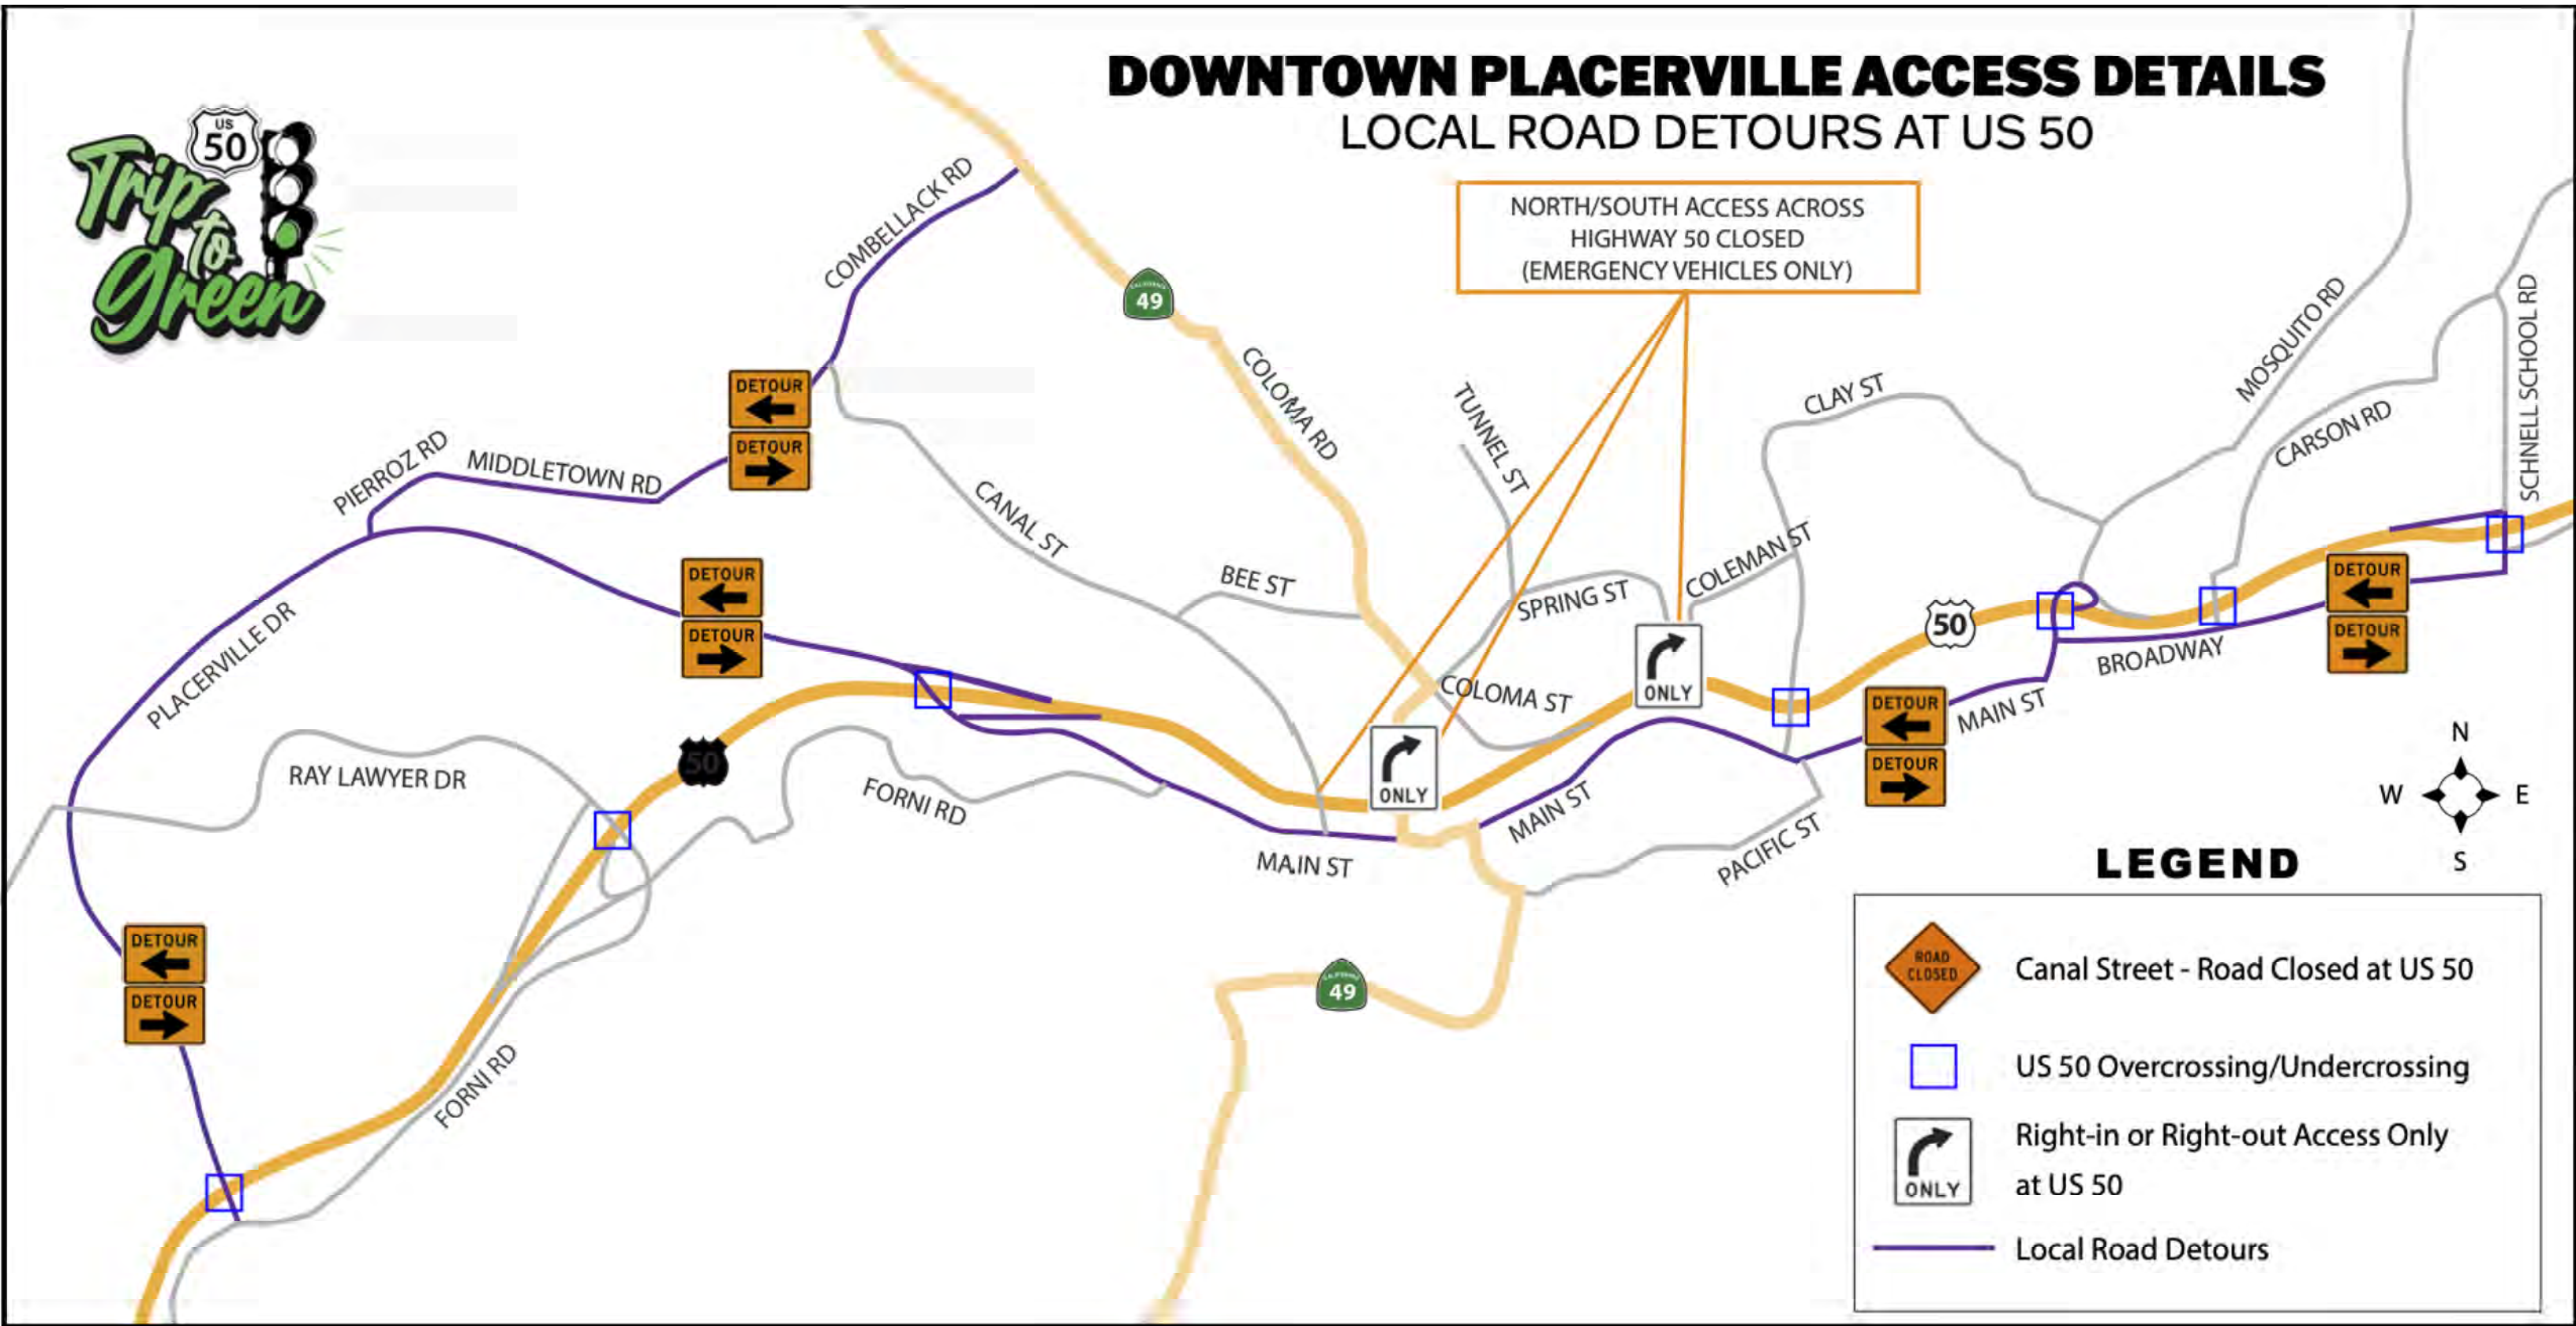 DOWNTOWN PLACERVILLE ACCESS DETAILS
LOCAL ROAD DETOURS AT US 50
US
50
Trip
to
Green
NORTH/SOUTH ACCESS ACROSS
HIGHWAY 50 CLOSED
(EMERGENCY VEHICLES ONLY)
COMBELLACK RD
49
COLOMA RD
MOSQUITO RD
SCHNELL SCHOOL RD
DETOUR
DETOUR
TUNNEL ST
CLAY ST
CARSON RD
PIERROZ RD
MIDDLETOWN RD
CANAL ST
BEE ST
SPRING ST
COLEMAN ST
DETOUR
DETOUR
DETOUR
DETOUR
PLACERVILLE DR
ONLY
50
BROADWAY
COLOMA ST
MAIN ST
DETOUR
DETOUR
50
RAY LAWYER DR
FORNI RD
ONLY
MAIN ST
MAIN ST
PACIFIC ST
N
W
E
S
DETOUR
DETOUR
49
FORNI RD
LEGEND
ROAD
CLOSED
Canal Street - Road Closed at US 50
US 50 Overcrossing/Undercrossing
ONLY
Right-in or Right-out Access Only
at US 50
Local Road Detours